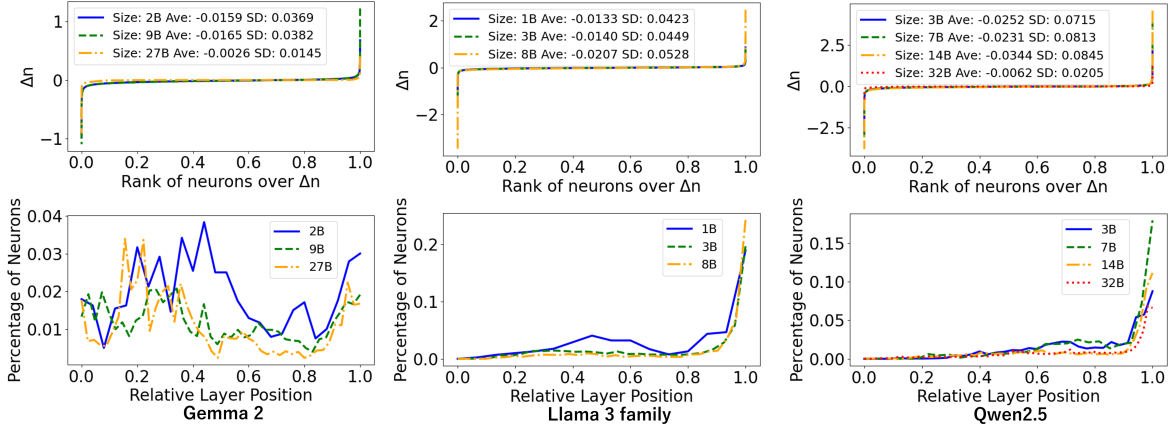 Size: 2B Ave: -0.0159 SD: 0.0369
Size: 9B Ave: -0.0165 SD: 0.0382
Size: 27B Ave: -0.0026 SD: 0.0145
1
0
−1
Δn
0.0 0.2 0.4 0.6 0.8 1.0
Rank of neurons over Δn
Size: 1B Ave: -0.0133 SD: 0.0423
Size: 3B Ave: -0.0140 SD: 0.0449
Size: 8B Ave: -0.0207 SD: 0.0528
2
0
−2
Δn
0.0 0.2 0.4 0.6 0.8 1.0
Rank of neurons over Δn
Size: 3B Ave: -0.0252 SD: 0.0715
Size: 7B Ave: -0.0231 SD: 0.0813
Size: 14B Ave: -0.0344 SD: 0.0845
Size: 32B Ave: -0.0062 SD: 0.0205
2.5
0.0
−2.5
Δn
0.0 0.2 0.4 0.6 0.8 1.0
Rank of neurons over Δn
0.04
0.03
0.02
0.01
Percentage of Neurons
2B
9B
27B
0.0 0.2 0.4 0.6 0.8 1.0
Relative Layer Position
Gemma 2
0.2
0.1
0.0
Percentage of Neurons
1B
3B
8B
0.0 0.2 0.4 0.6 0.8 1.0
Relative Layer Position
Llama 3 family
0.15
0.10
0.05
0.00
Percentage of Neurons
3B
7B
14B
32B
0.0 0.2 0.4 0.6 0.8 1.0
Relative Layer Position
Qwen2.5